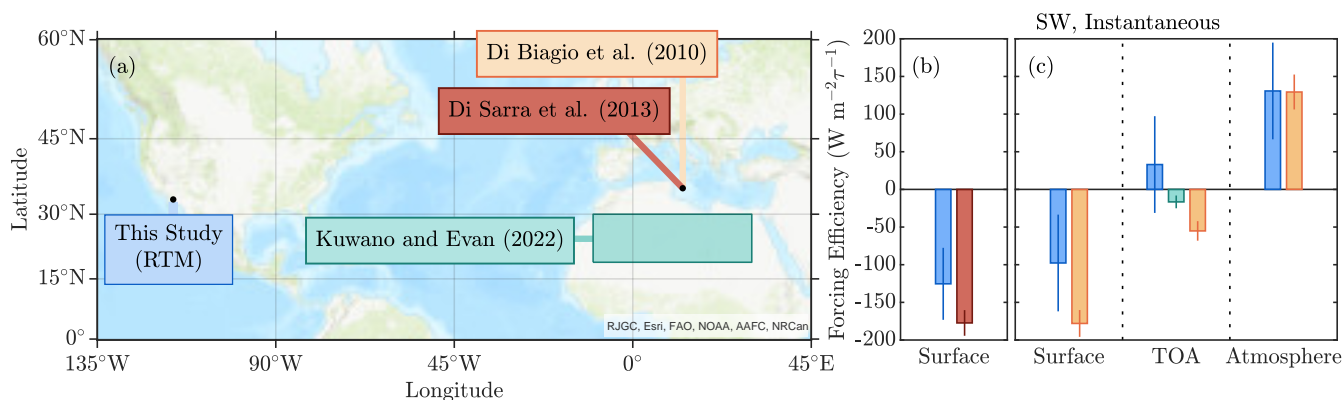 SW, Instantaneous
(a)
60°N
45°N
30°N
15°N
0°
Latitude
135°W
90°W
45°W
0
45°E
Longitude
Di Biagio et al. (2010)
Di Sarra et al. (2013)
Kuwano and Evan (2022)
This Study
(RTM)
RJGC, Esri, FAO, NOAA, AAFC, NRCan
Forcing Efficiency (W m⁻²τ⁻¹)
200
100
50
0
-50
-100
-150
-200
(b)
Surface
(c)
Surface
TOA
Atmosphere